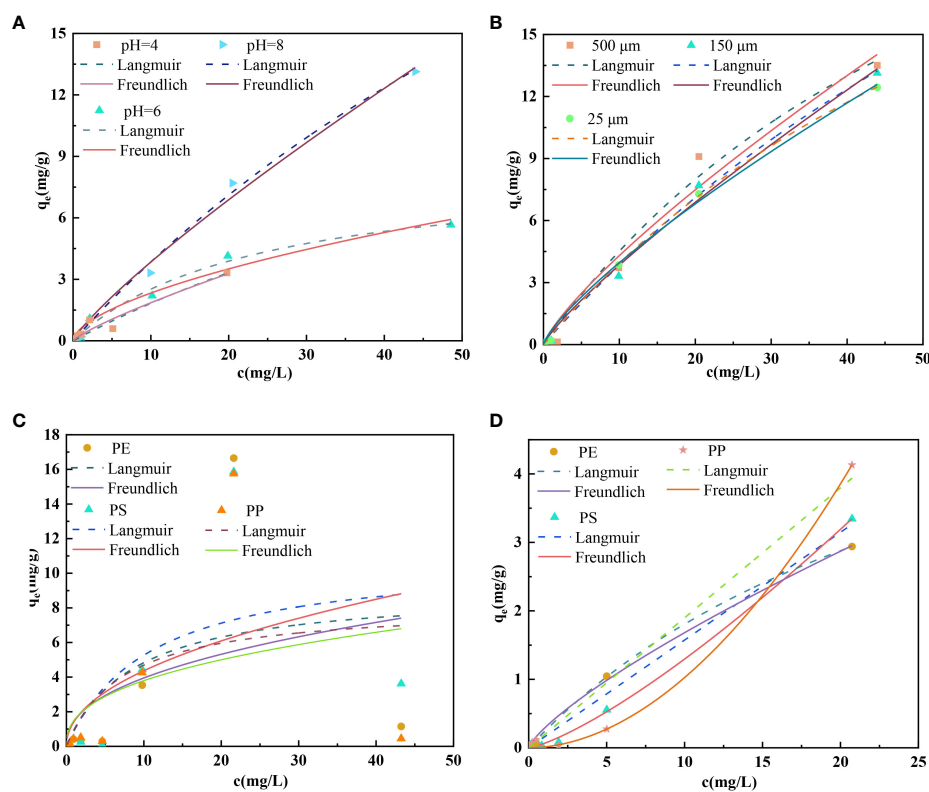 A
15
12
9
6
3
0
q_e(mg/g)
pH=4
Langmuir
Freundlich
pH=8
Langmuir
Freundlich
pH=6
Langmuir
Freundlich
0 10 20 30 40 50
c(mg/L)
B
15
12
9
6
3
0
q_e(mg/g)
500 μm
Langmuir
Freundlich
150 μm
Langmuir
Freundlich
25 μm
Langmuir
Freundlich
0 10 20 30 40 50
c(mg/L)
C
18
16
14
12
10
8
6
4
2
0
q_e(mg/g)
PE
Langmuir
Freundlich
PS
Langmuir
Freundlich
PP
Langmuir
Freundlich
0 10 20 30 40 50
c(mg/L)
D
4
3
2
1
0
q_e(mg/g)
PE
Langmuir
Freundlich
PP
Langmuir
Freundlich
PS
Langmuir
Freundlich
0 5 10 15 20 25
c(mg/L)